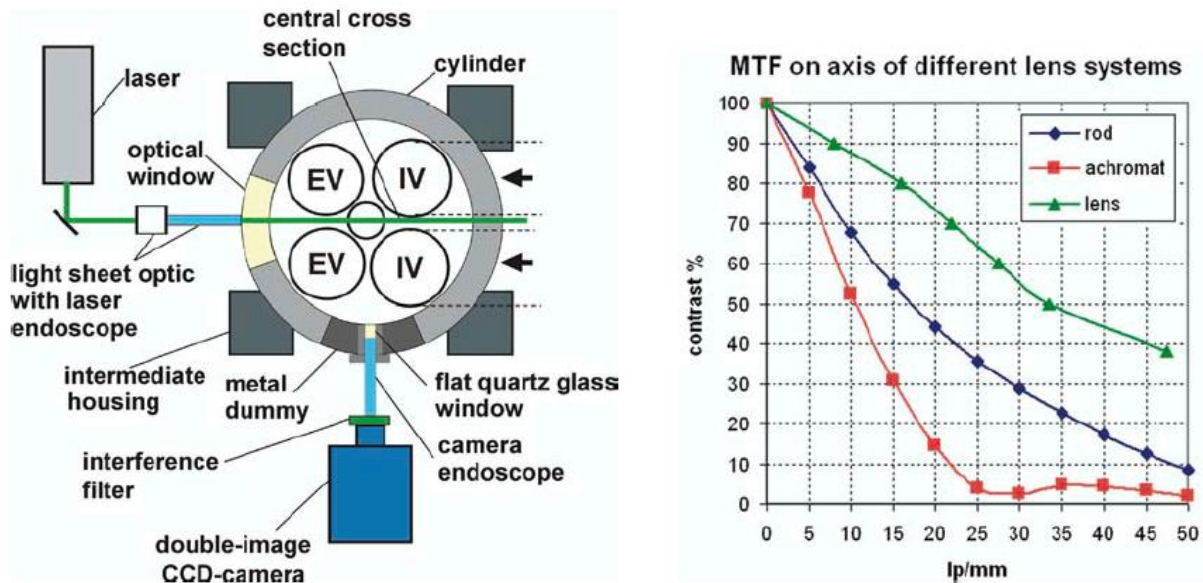 central cross
section
laser
cylinder
optical
window
EV
IV
EV
IV
light sheet optic
with laser
endoscope
intermediate
housing
metal
dummy
flat quartz glass
window
interference
filter
camera
endoscope
double-image
CCD-camera
MTF on axis of different lens systems
contrast %
100
90
80
70
60
50
40
30
20
10
0
rod
achromat
lens
0 5 10 15 20 25 30 35 40 45 50
lp/mm